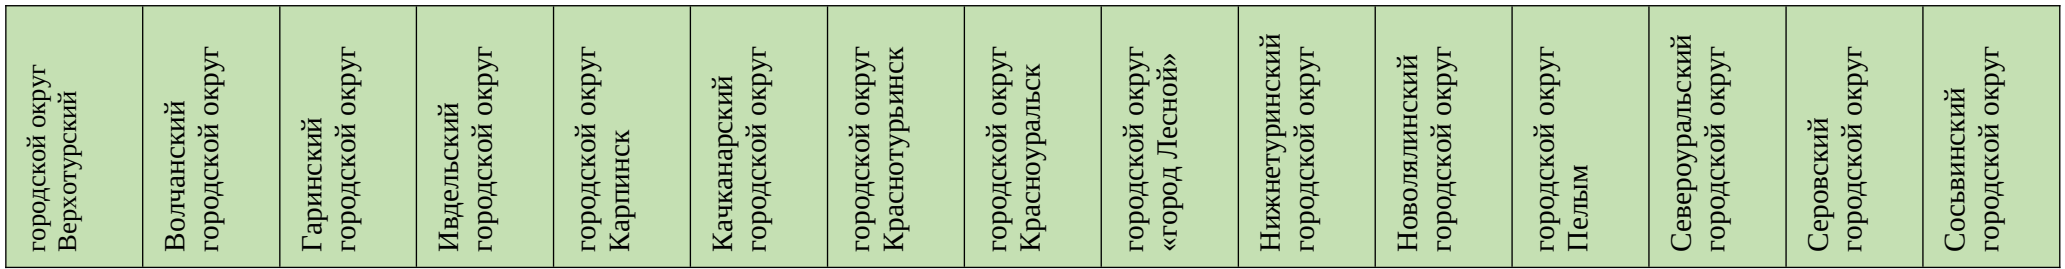 городской округ
Верхотурский
Волчанский
городской округ
Гаринский
городской округ
Ивдельский
городской округ
городской округ
Карпинск
Качканарский
городской округ
городской округ
Краснотурьинск
городской округ
Красноуральск
городской округ
«город Лесной»
Нижнетуринский
городской округ
Новолялинский
городской округ
городской округ
Пелым
Североуральский
городской округ
Серовский
городской округ
Сосьвинский
городской округ